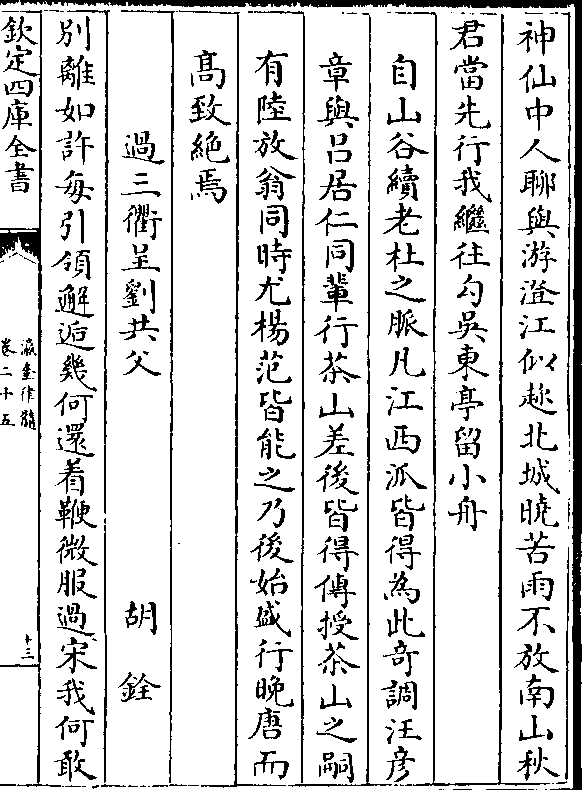 神仙中人聊與游澄江似趂北城曉苦雨不放南山秋
君當先行我繼往勾吳東亭留小舟
自山谷續老杜之脈凡江西派皆得為此奇調汪彥
章與吕居仁同輩行茶山差後皆得傳授茶山之嗣
有陸放翁同時尤楊范皆能之乃後始盛行晚唐而
髙致絶焉
過三衢呈劉共父　　胡銓
別離如許每引領邂逅幾何還着鞭微服過宋我何敢
欽定四庫全書
瀛奎律髓
卷二十五
十三